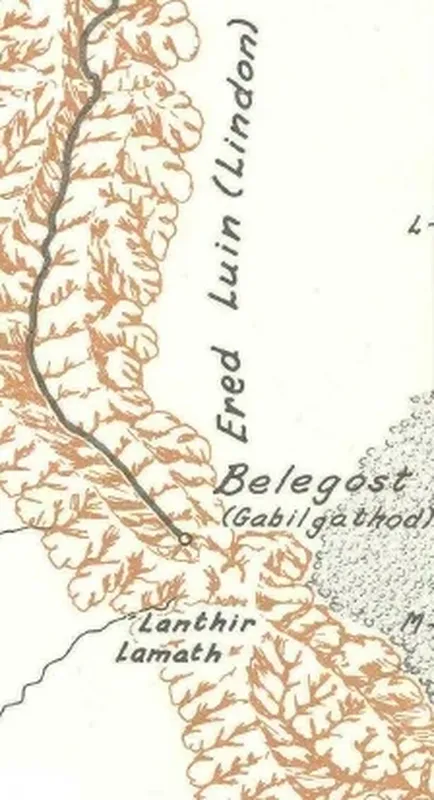 Ered Luin (Lindon)
L
Belegost
(Gabilgathod)
M
Lanthir
Lamath